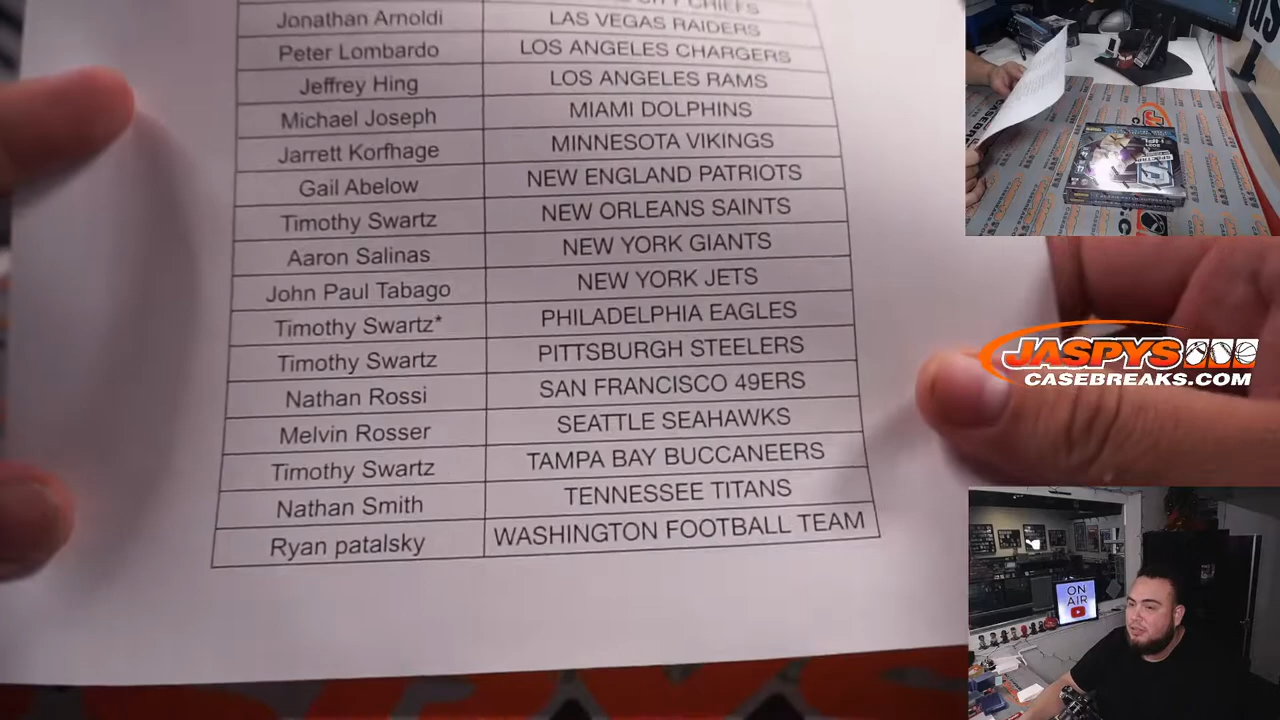 CITY CHIEFS
Jonathan Arnoldi LAS VEGAS RAIDERS
Peter Lombardo LOS ANGELES CHARGERS
Jeffrey Hing LOS ANGELES RAMS
Michael Joseph MIAMI DOLPHINS
Jarrett Korfhage MINNESOTA VIKINGS
Gail Abelow NEW ENGLAND PATRIOTS
Timothy Swartz NEW ORLEANS SAINTS
Aaron Salinas NEW YORK GIANTS
John Paul Tabago NEW YORK JETS
Timothy Swartz* PHILADELPHIA EAGLES
Timothy Swartz PITTSBURGH STEELERS
Nathan Rossi SAN FRANCISCO 49ERS
Melvin Rosser SEATTLE SEAHAWKS
Timothy Swartz TAMPA BAY BUCCANEERS
Nathan Smith TENNESSEE TITANS
Ryan patalsky WASHINGTON FOOTBALL TEAM
JASPYS
CASEBREAKS.COM
ON
AIR